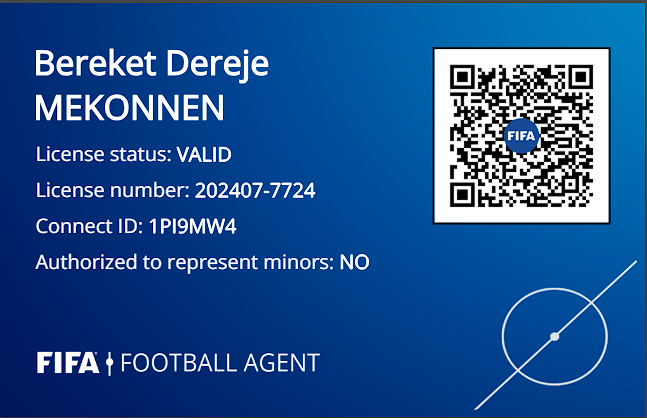 Bereket Dereje
MEKONNEN
License status: VALID
License number: 202407-7724
Connect ID: 1PI9MW4
Authorized to represent minors: NO
FIFA
FIFA FOOTBALL AGENT